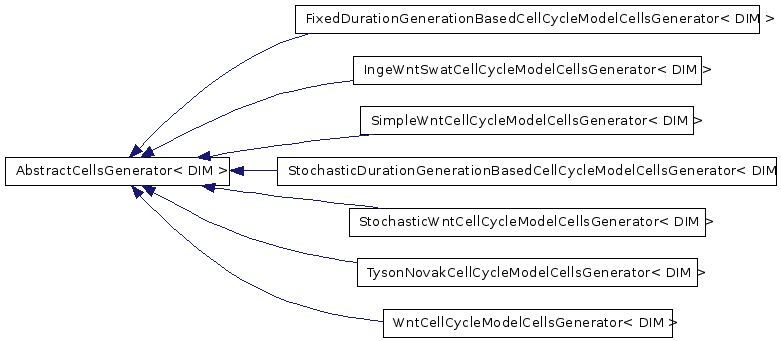 FixedDurationGenerationBasedCellCycleModelCellsGenerator< DIM >
IngeWntSwatCellCycleModelCellsGenerator< DIM >
SimpleWntCellCycleModelCellsGenerator< DIM >
AbstractCellsGenerator< DIM >
StochasticDurationGenerationBasedCellCycleModelCellsGenerator< DIM
StochasticWntCellCycleModelCellsGenerator< DIM >
TysonNovakCellCycleModelCellsGenerator< DIM >
WntCellCycleModelCellsGenerator< DIM >